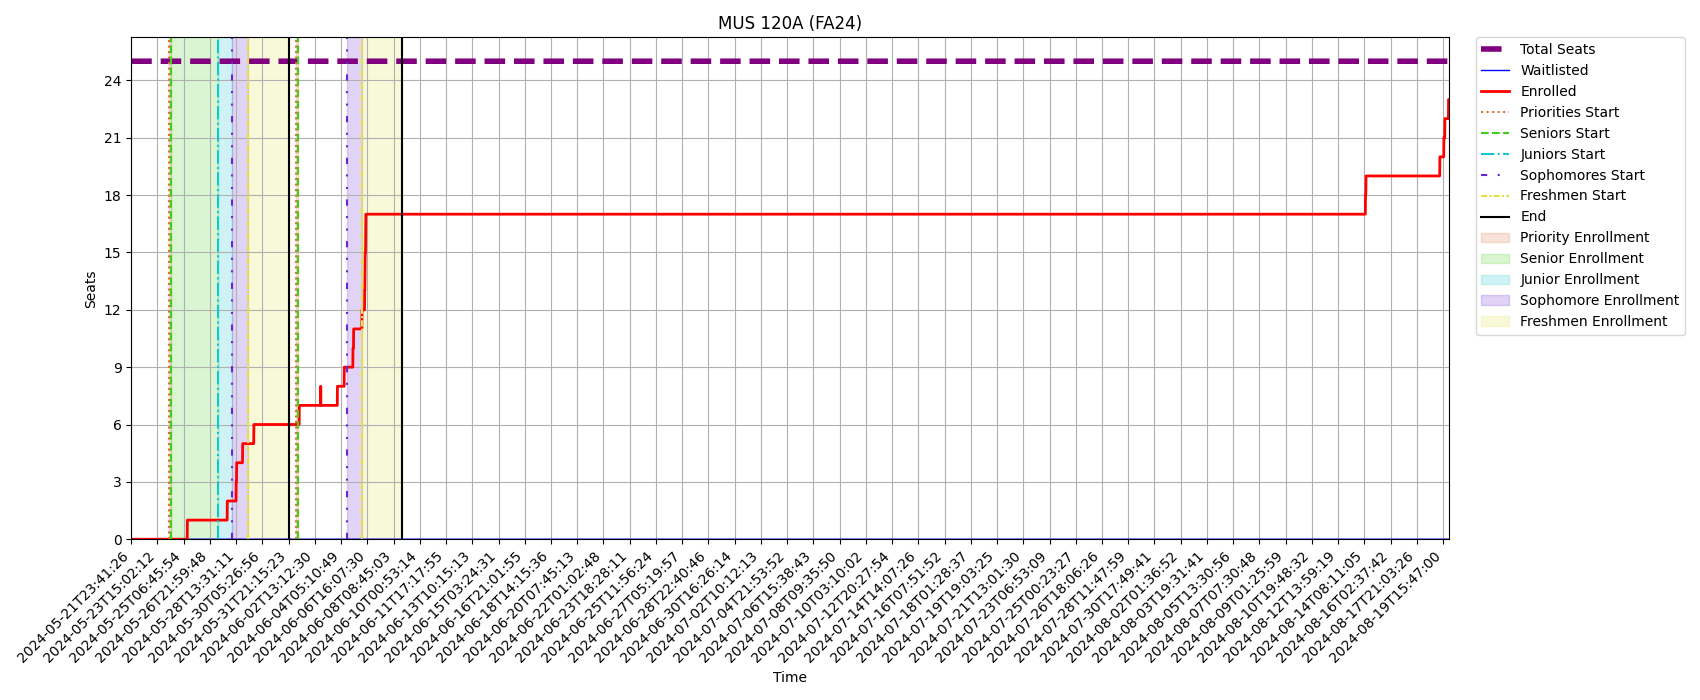 MUS 120A (FA24)
Total Seats
Waitlisted
Enrolled
Priorities Start
Seniors Start
Juniors Start
Sophomores Start
Freshmen Start
End
Priority Enrollment
Senior Enrollment
Junior Enrollment
Sophomore Enrollment
Freshmen Enrollment
Seats
24
21
18
15
12
9
6
3
0
2024-05-21T23:41:26
2024-05-23T15:02:12
2024-05-25T06:45:54
2024-05-26T21:59:48
2024-05-28T13:31:11
2024-05-30T05:26:56
2024-05-31T21:15:23
2024-06-02T13:12:30
2024-06-04T05:10:49
2024-06-06T16:07:30
2024-06-08T08:45:03
2024-06-10T00:53:14
2024-06-11T17:17:55
2024-06-13T10:15:13
2024-06-15T03:24:31
2024-06-16T21:01:55
2024-06-18T14:15:36
2024-06-20T07:45:13
2024-06-22T01:02:48
2024-06-23T18:28:11
2024-06-25T11:56:24
2024-06-27T05:19:57
2024-06-28T22:40:46
2024-06-30T16:26:14
2024-07-02T10:12:13
2024-07-04T21:53:52
2024-07-06T15:38:43
2024-07-08T09:35:50
2024-07-10T03:10:02
2024-07-12T20:27:54
2024-07-14T14:07:26
2024-07-16T07:51:52
2024-07-18T01:28:37
2024-07-19T19:03:25
2024-07-21T13:01:30
2024-07-23T06:53:09
2024-07-25T00:23:27
2024-07-26T18:06:26
2024-07-28T11:47:59
2024-07-30T17:49:41
2024-08-02T01:36:52
2024-08-03T19:31:41
2024-08-05T13:30:56
2024-08-07T07:30:48
2024-08-09T01:25:59
2024-08-10T19:48:32
2024-08-12T13:59:19
2024-08-14T08:11:05
2024-08-16T02:37:42
2024-08-17T21:03:26
2024-08-19T15:47:00
Time